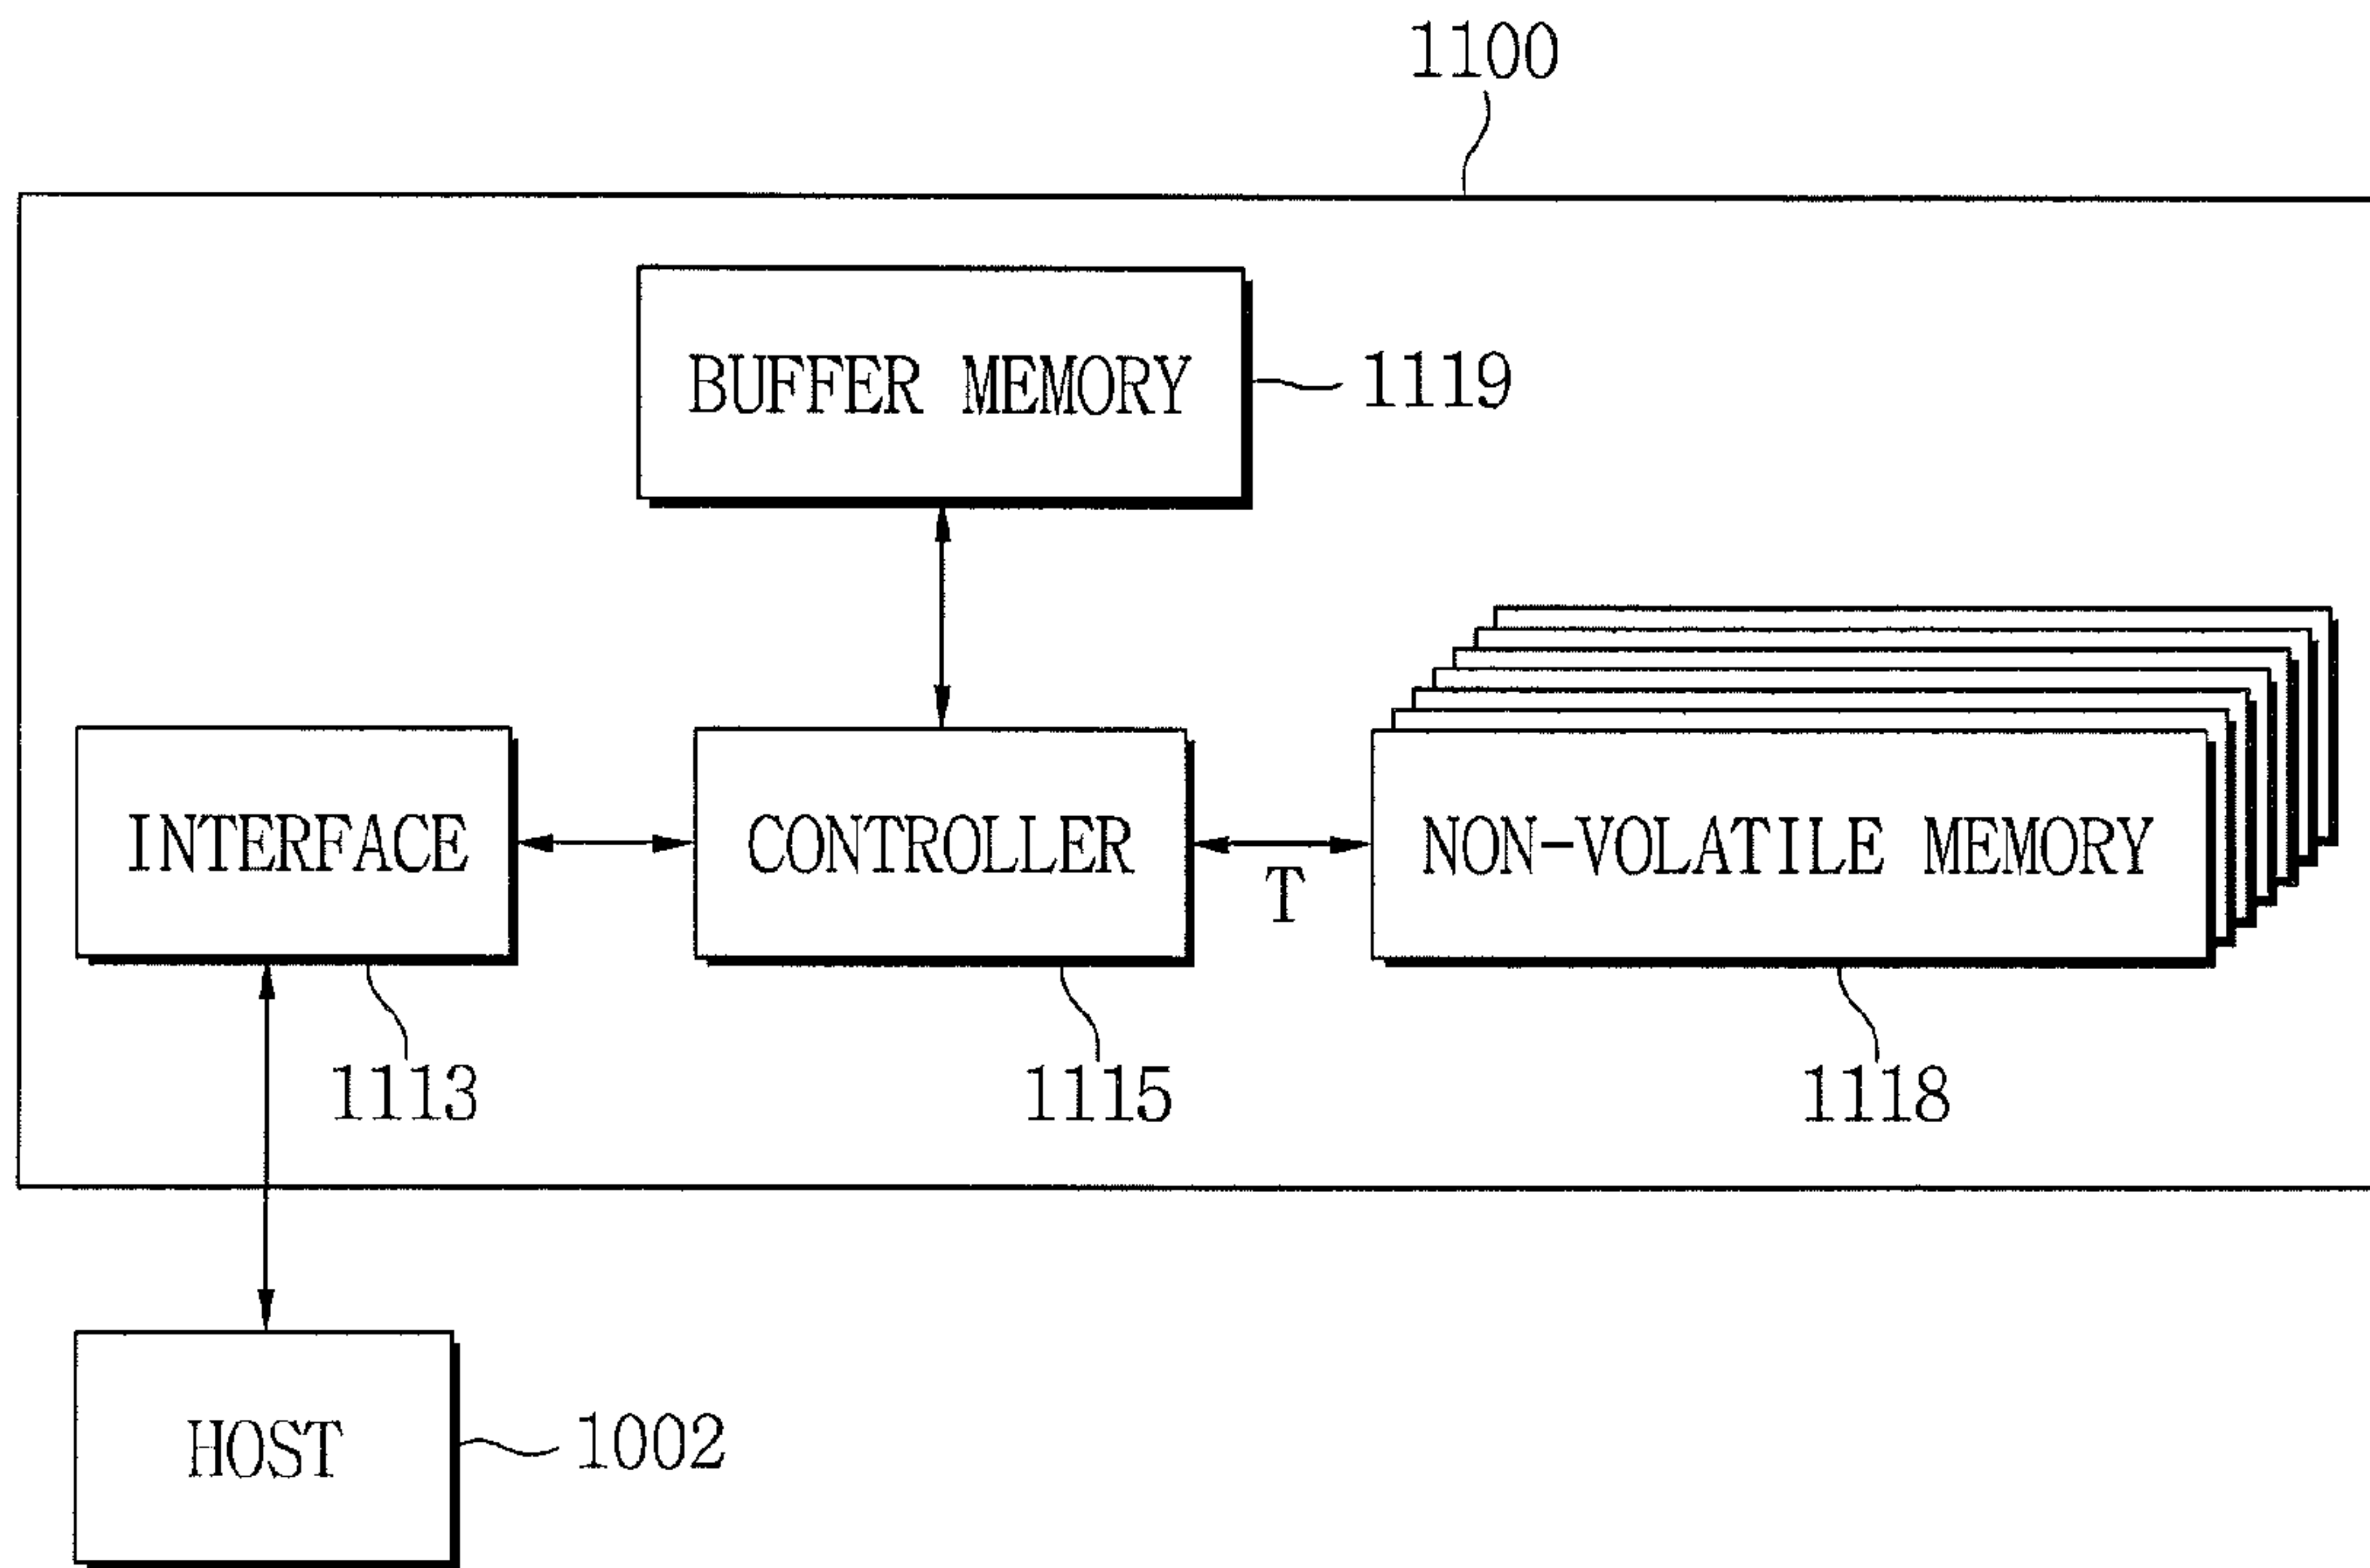 1100
BUFFER MEMORY
1119
INTERFACE
CONTROLLER
T
NON-VOLATILE MEMORY
1113
1115
1118
HOST
1002